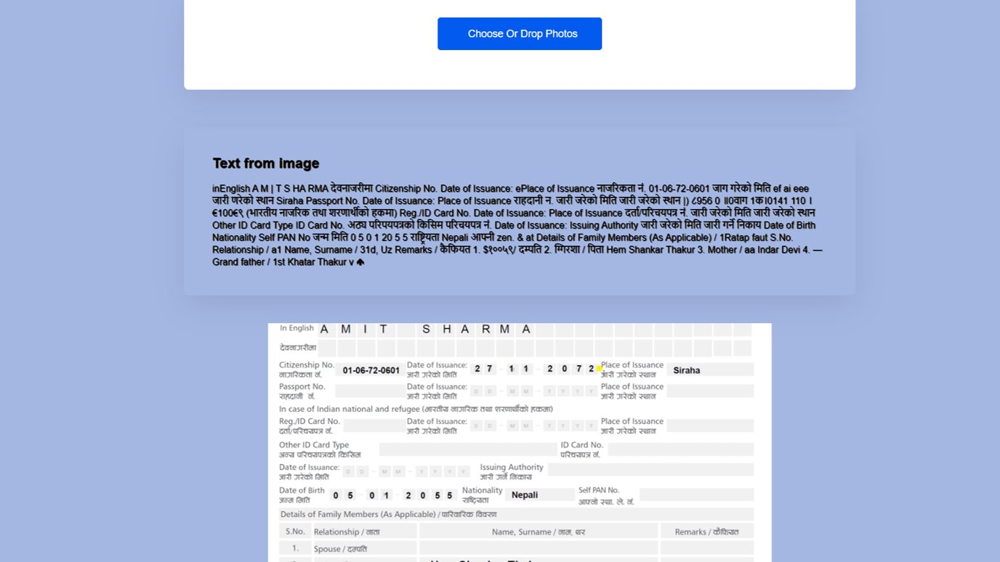 Choose Or Drop Photos
Text from image
inEnglish A M | T S HA RMA देवनाजरीमा Citizenship No. Date of Issuance: ePlace of Issuance नाजरिकता नं. 01-06-72-0601 जाग गरेको मिति ef ai eee
जारी णरेको स्थान Siraha Passport No. Date of Issuance: Place of Issuance राहदानी न. जारी जरेको मिति जारी जरेको स्थान |) ८956 0 ॥0वाग 1क।0141 110 ।
€100€९ (भारतीय नाजरिक तथा शरणार्थीको हकमा) Reg./ID Card No. Date of Issuance: Place of Issuance दर्ता/परिचयपत्र नं. जारी जरेको मिति जारी जरेको स्थान
Other ID Card Type ID Card No. अठ्य परिपयपत्रको किसिम परिचयपत्र नं. Date of Issuance: Issuing Authority जारी जरेको मिति जारी गर्ने निकाय Date of Birth
Nationality Self PAN No जन्म मिति 0 5 0 1 20 5 5 राष्ट्रियता Nepali आपनी zen. & at Details of Family Members (As Applicable) / 1Ratap faut S.No.
Relationship / a1 Name, Surname / 31d, Uz Remarks / कैफियत 1. $१००५९/ दम्पति 2. ग्गिरशा / पिता Hem Shankar Thakur 3. Mother / aa Indar Devi 4. —
Grand father / 1st Khatar Thakur v
In English A M I T S H A R M A
देवनागरीमा
Citizenship No. 01-06-72-0601 Date of Issuance: 2 7 - 1 1 - 2 0 7 2 Place of Issuance Siraha
नागरिकता नं. जारी गरेको मिति जारी गरेको स्थान
Passport No. Date of Issuance: D D - M M - Y Y Y Y Place of Issuance
राहदानी नं. जारी गरेको मिति जारी गरेको स्थान
In case of Indian national and refugee (भारतीय नागरिक तथा शरणार्थीको हकमा)
Reg./ID Card No. Date of Issuance: D D - M M - Y Y Y Y Place of Issuance
दर्ता/परिचयपत्र नं. जारी गरेको मिति जारी गरेको स्थान
Other ID Card Type ID Card No.
अन्य परिचयपत्रको किसिम परिचयपत्र नं.
Date of Issuance: D D - M M - Y Y Y Y Issuing Authority
जारी गरेको मिति जारी गर्ने निकाय
Date of Birth 0 5 - 0 1 - 2 0 5 5 Nationality Nepali Self PAN No.
जन्म मिति राष्ट्रियता आफ्नो स्था. ले. नं.
Details of Family Members (As Applicable) / पारिवारिक विवरण
S.No. Relationship / नाता Name, Surname / नाम, थर Remarks / कैफियत
1. Spouse / दम्पति